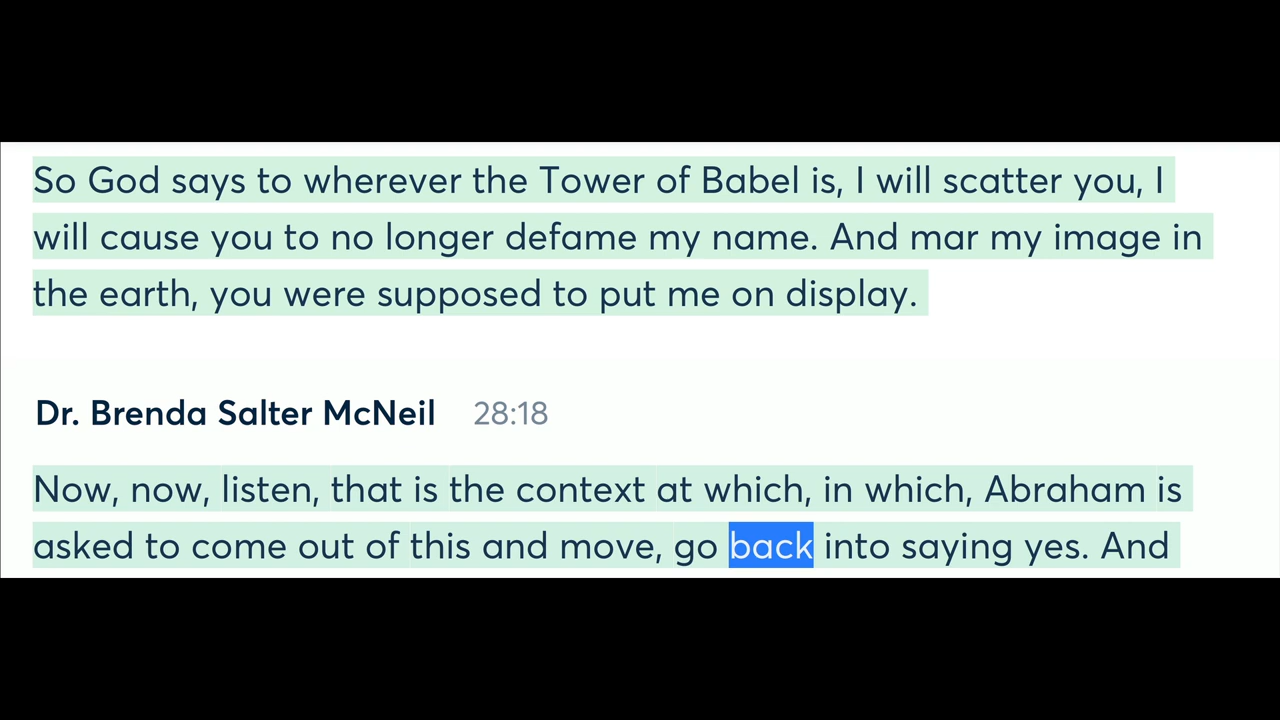 So God says to wherever the Tower of Babel is, I will scatter you, I
will cause you to no longer defame my name. And mar my image in
the earth, you were supposed to put me on display.
Dr. Brenda Salter McNeil 28:18
Now, now, listen, that is the context at which, in which, Abraham is
asked to come out of this and move, go back into saying yes. And